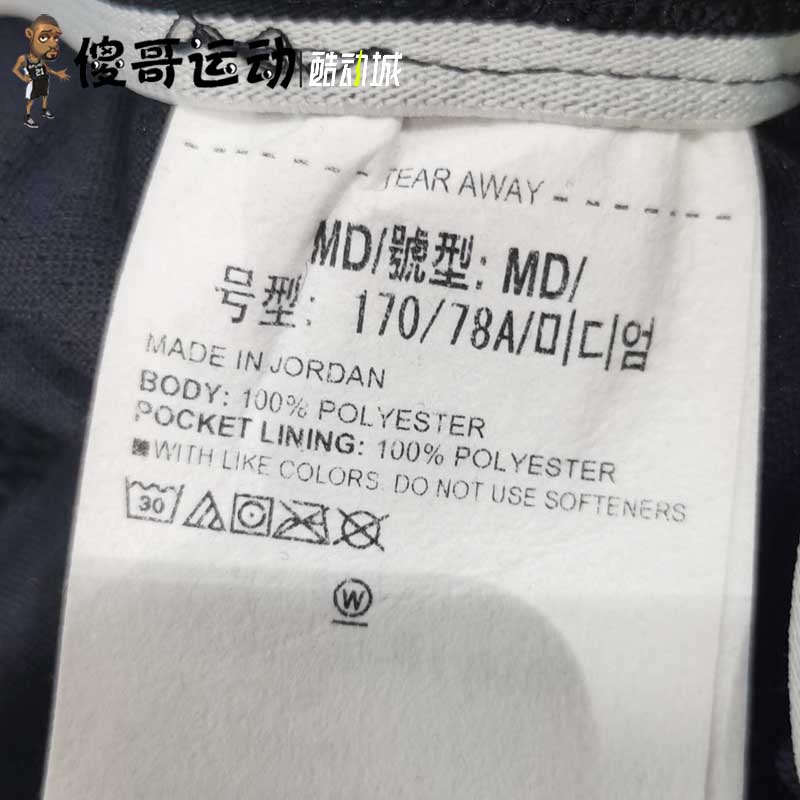 傻哥运动|酷动城
21
TEAR AWAY
MD/號型: MD/
号型: 170/78A/미디엄
MADE IN JORDAN
BODY: 100% POLYESTER
POCKET LINING: 100% POLYESTER
WITH LIKE COLORS. DO NOT USE SOFTENERS
30
W